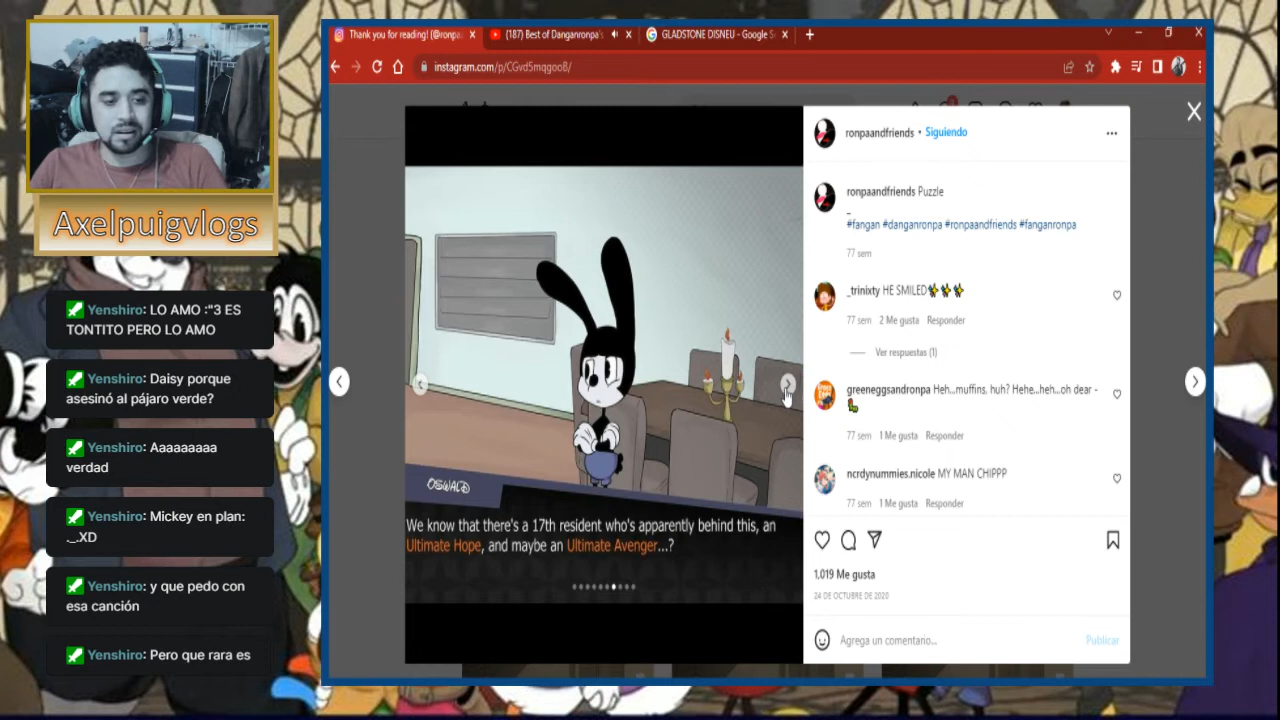 Axelpuigvlogs
Yenshiro: LO AMO :"3 ES
TONTITO PERO LO AMO
Yenshiro: Daisy porque
asesinó al pájaro verde?
Yenshiro: Aaaaaaaaa
verdad
Yenshiro: Mickey en plan:
._.XD
Yenshiro: y que pedo con
esa canción
Yenshiro: Pero que rara es
Thank you for reading! (@ronpa
(187) Best of Danganronpa's
GLADSTONE DISNEU - Google S
instagram.com/p/CGvd5mqgooB/
OSWALD
We know that there's a 17th resident who's apparently behind this, an
Ultimate Hope, and maybe an Ultimate Avenger...?
ronpaandfriends • Siguiendo
ronpaandfriends Puzzle
_
#fangan #danganronpa #ronpaandfriends #fanganronpa
77 sem
_trinixty HE SMILED✨✨✨
77 sem 2 Me gusta Responder
Ver respuestas (1)
greeneggsandronpa Heh...muffins, huh? Hehe...heh...oh dear -
77 sem 1 Me gusta Responder
ncrdynummies.nicole MY MAN CHIPPP
77 sem 1 Me gusta Responder
1,019 Me gusta
24 DE OCTUBRE DE 2020
Agrega un comentario...
Publicar